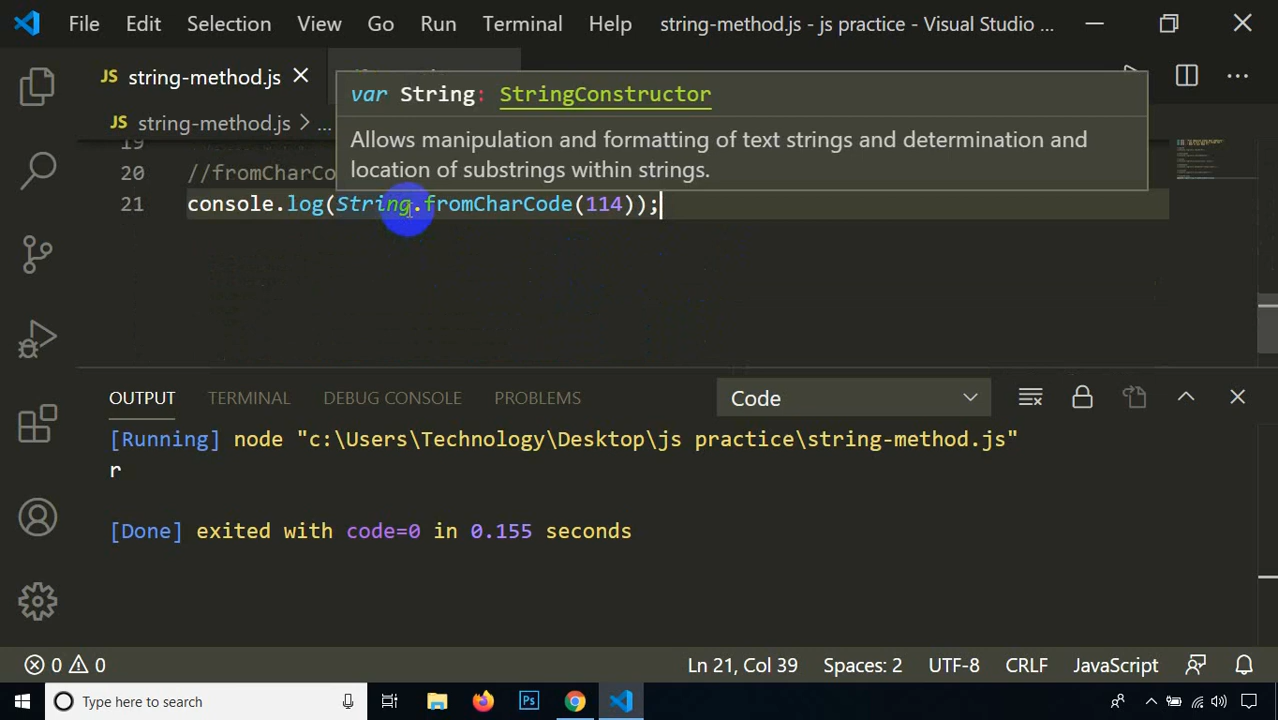 File Edit Selection View Go Run Terminal Help string-method.js - js practice - Visual Studio ...
JS string-method.js
JS string-method.js > ...
var String: StringConstructor
Allows manipulation and formatting of text strings and determination and
location of substrings within strings.
19
20 //fromCharCo
21 console.log(String.fromCharCode(114));
OUTPUT TERMINAL DEBUG CONSOLE PROBLEMS Code
[Running] node "c:\Users\Technology\Desktop\js practice\string-method.js"
r
[Done] exited with code=0 in 0.155 seconds
0 0 Ln 21, Col 39 Spaces: 2 UTF-8 CRLF JavaScript
Type here to search Ps